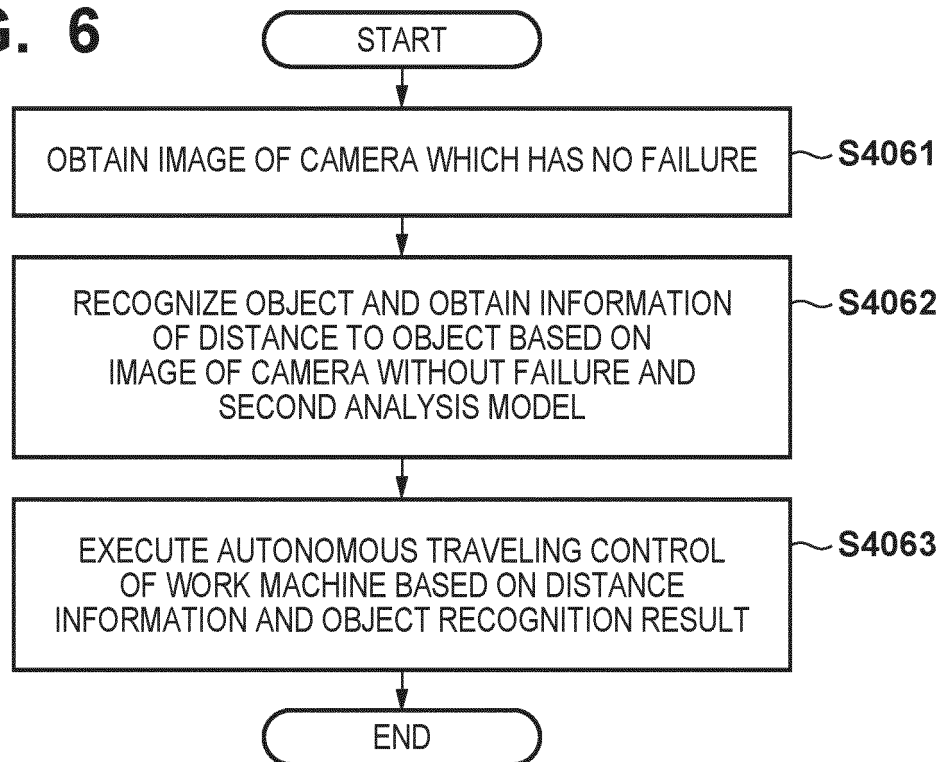 G. 6
START
OBTAIN IMAGE OF CAMERA WHICH HAS NO FAILURE
S4061
RECOGNIZE OBJECT AND OBTAIN INFORMATION
OF DISTANCE TO OBJECT BASED ON
IMAGE OF CAMERA WITHOUT FAILURE AND
SECOND ANALYSIS MODEL
S4062
EXECUTE AUTONOMOUS TRAVELING CONTROL
OF WORK MACHINE BASED ON DISTANCE
INFORMATION AND OBJECT RECOGNITION RESULT
S4063
END